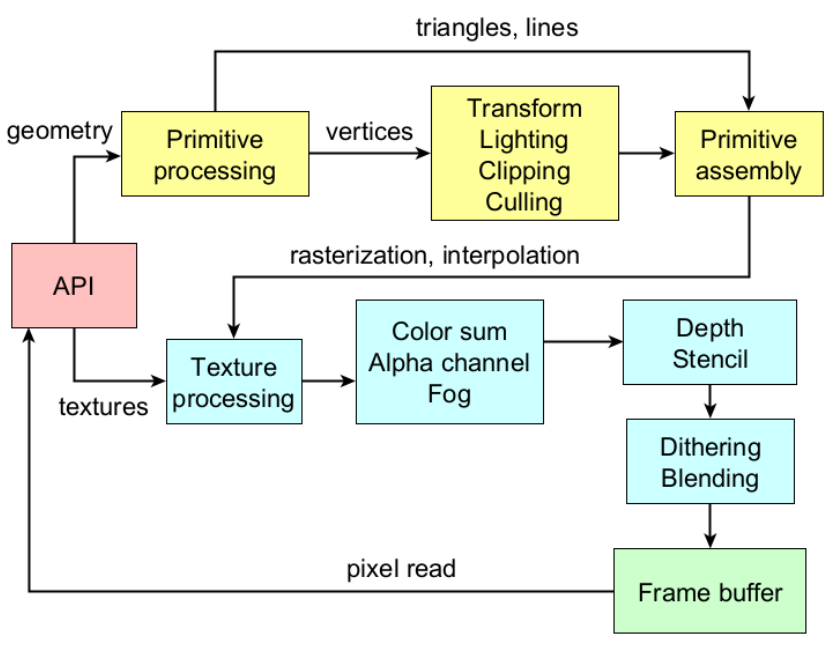 triangles, lines
geometry
Primitive
processing
vertices
Transform
Lighting
Clipping
Culling
Primitive
assembly
rasterization, interpolation
API
textures
Texture
processing
Color sum
Alpha channel
Fog
Depth
Stencil
Dithering
Blending
pixel read
Frame buffer